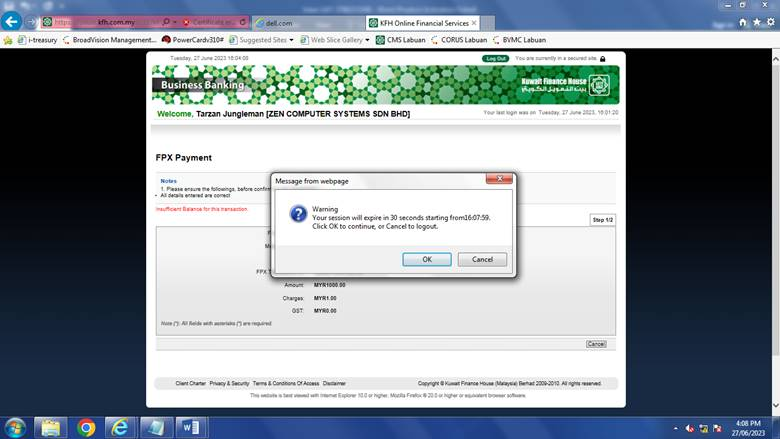 kfh.com.my
Certificate er...
dell.com
KFH Online Financial Services
i-treasury
BroadVision Management...
PowerCardv310#
Suggested Sites
Web Slice Gallery
CMS Labuan
CORUS Labuan
BVMC Labuan
Tuesday, 27 June 2023 16:04:00
Log Out
You are currently in a secured site.
Business Banking
Kuwait Finance House
بيت التمويل الكويتي
Welcome, Tarzan Jungleman [ZEN COMPUTER SYSTEMS SDN BHD]
Your last login was on Tuesday, 27 June 2023, 16:01:20
FPX Payment
Notes
1. Please ensure the followings, before confir
All details entered are correct
Insufficient Balance for this transaction.
Step 1/2
Message from webpage
Warning
Your session will expire in 30 seconds starting from16:07:59.
Click OK to continue, or Cancel to logout.
OK
Cancel
FPX T
Amount: MYR1000.00
Charges: MYR1.00
GST: MYR0.00
Note (*): All fields with asterisks (*) are required.
Cancel
Client Charter Privacy & Security Terms & Conditions Of Access Disclaimer
Copyright © Kuwait Finance House (Malaysia) Berhad 2009-2010. All rights reserved.
This website is best viewed with Internet Explorer 10.0 or higher, Mozilla Firefox ® 20.0 or higher or equivalent browser software.
4:08 PM
27/06/2023